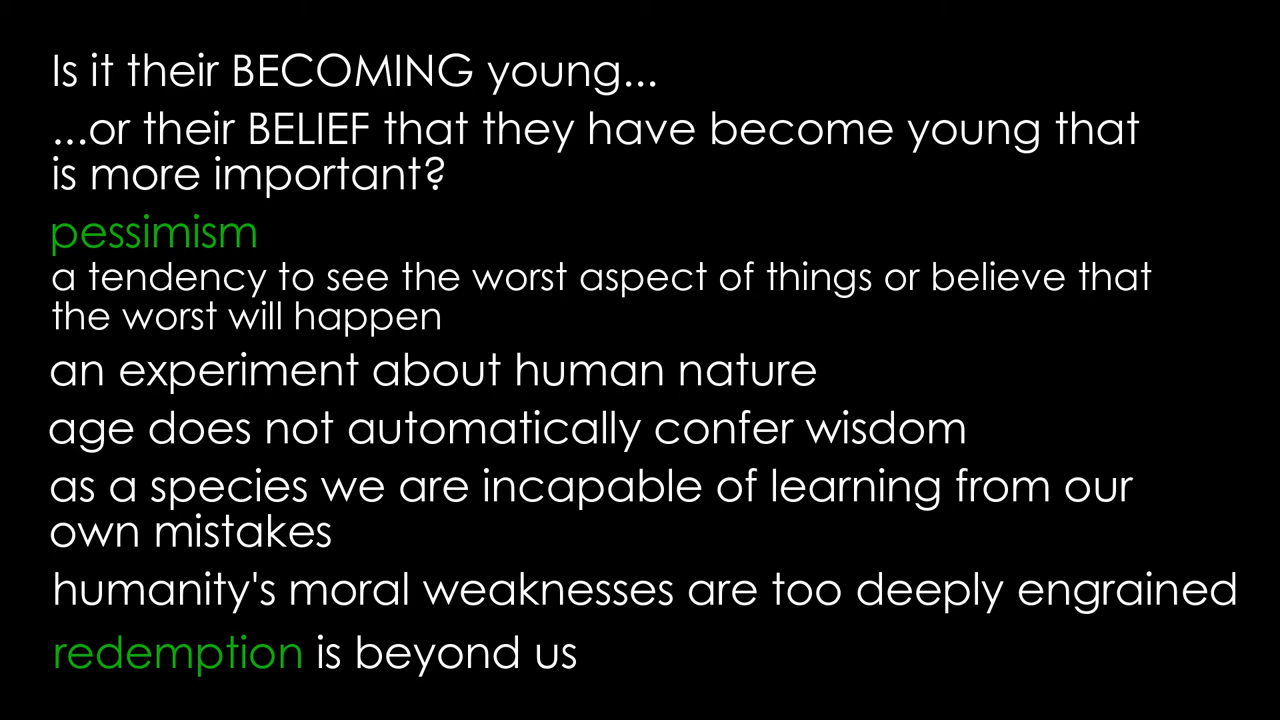 Is it their BECOMING young...
...or their BELIEF that they have become young that
is more important?
pessimism
a tendency to see the worst aspect of things or believe that
the worst will happen
an experiment about human nature
age does not automatically confer wisdom
as a species we are incapable of learning from our
own mistakes
humanity's moral weaknesses are too deeply engrained
redemption is beyond us